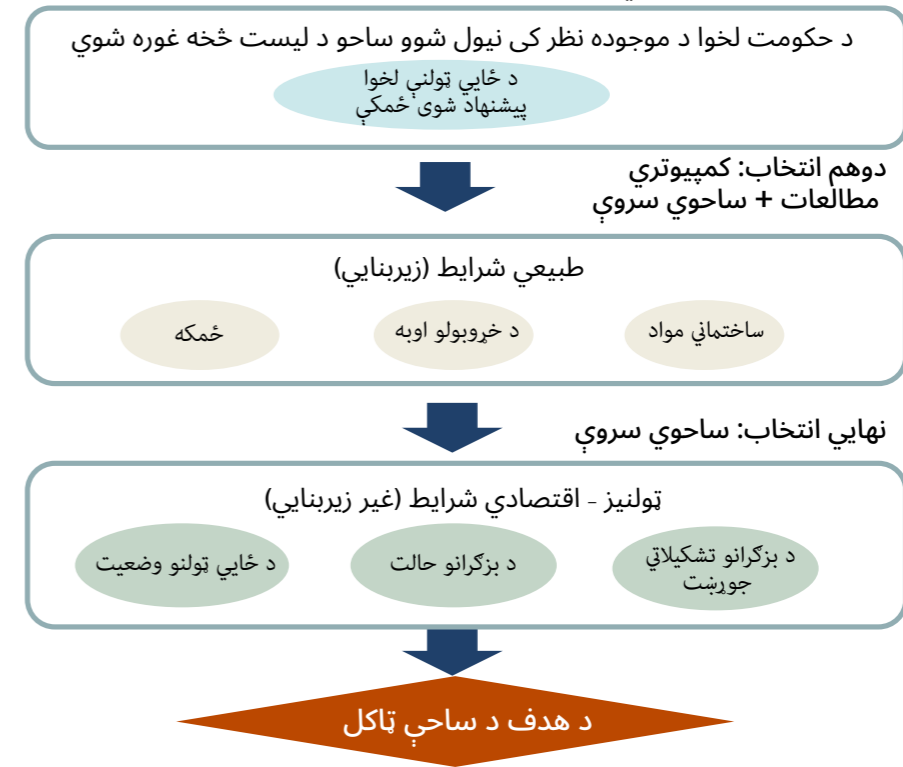 د حکومت لخوا د موجوده نظر کی نیول شوو ساحو د لیست څخه غوره شوي
د ځایي ټولنې لخوا
پیشنهاد شوی ځمکې
دوهم انتخاب: کمپیوتري
مطالعات + ساحوي سروې
طبیعي شرایط (زیربنایي)
ساختماني مواد
د خړوبولو اوبه
ځمکه
نهایي انتخاب: ساحوي سروې
ټولنیز - اقتصادي شرایط (غیر زیربنایي)
د بزګرانو تشکیلاتي
جوړښت
د بزګرانو حالت
د ځایي ټولنو وضعیت
د هدف د ساحې ټاکل